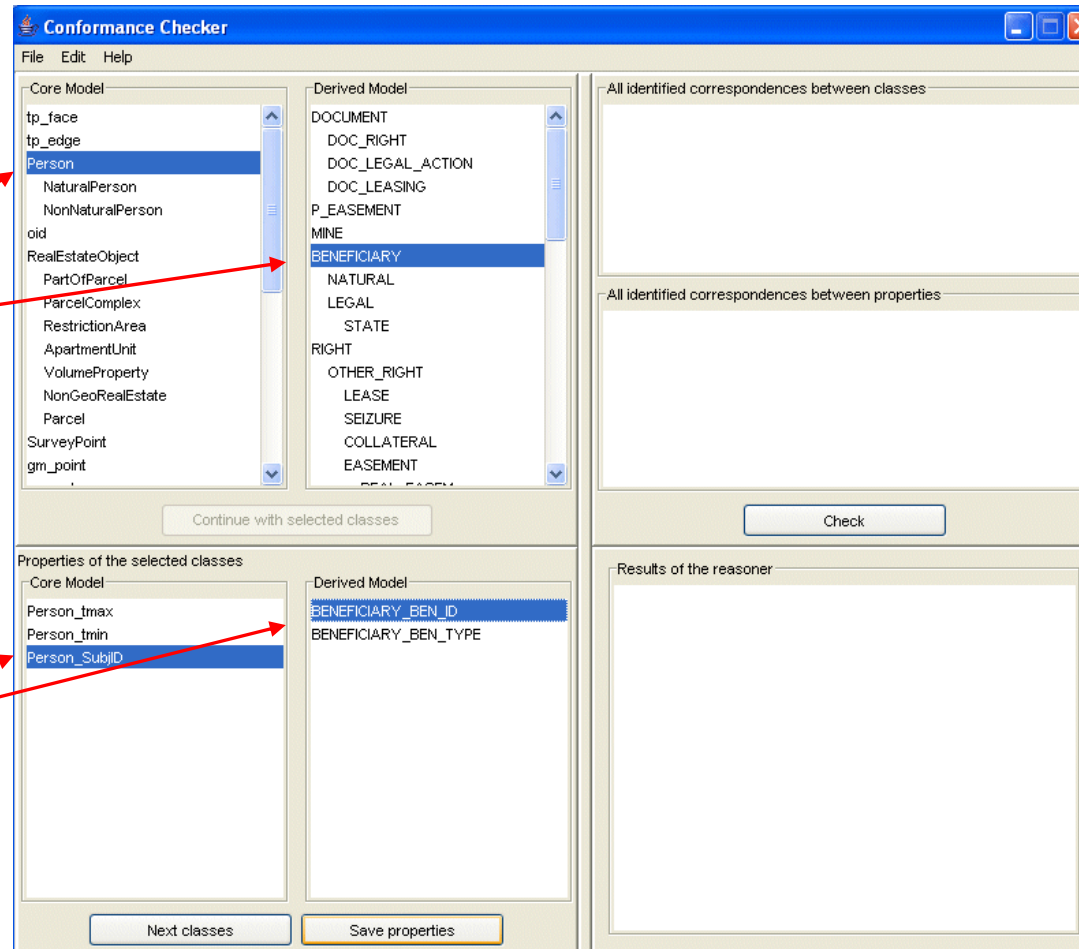 Conformance Checker
File Edit Help
Core Model
tp_face
tp_edge
Person
NaturalPerson
NonNaturalPerson
oid
RealEstateObject
PartOfParcel
ParcelComplex
RestrictionArea
ApartmentUnit
VolumeProperty
NonGeoRealEstate
Parcel
SurveyPoint
gm_point
Derived Model
DOCUMENT
DOC_RIGHT
DOC_LEGAL_ACTION
DOC_LEASING
P_EASEMENT
MINE
BENEFICIARY
NATURAL
LEGAL
STATE
RIGHT
OTHER_RIGHT
LEASE
SEIZURE
COLLATERAL
EASEMENT
Continue with selected classes
All identified correspondences between classes
All identified correspondences between properties
Check
Properties of the selected classes
Core Model
Person_tmax
Person_tmin
Person_SubjID
Derived Model
BENEFICIARY_BEN_ID
BENEFICIARY_BEN_TYPE
Next classes
Save properties
Results of the reasoner